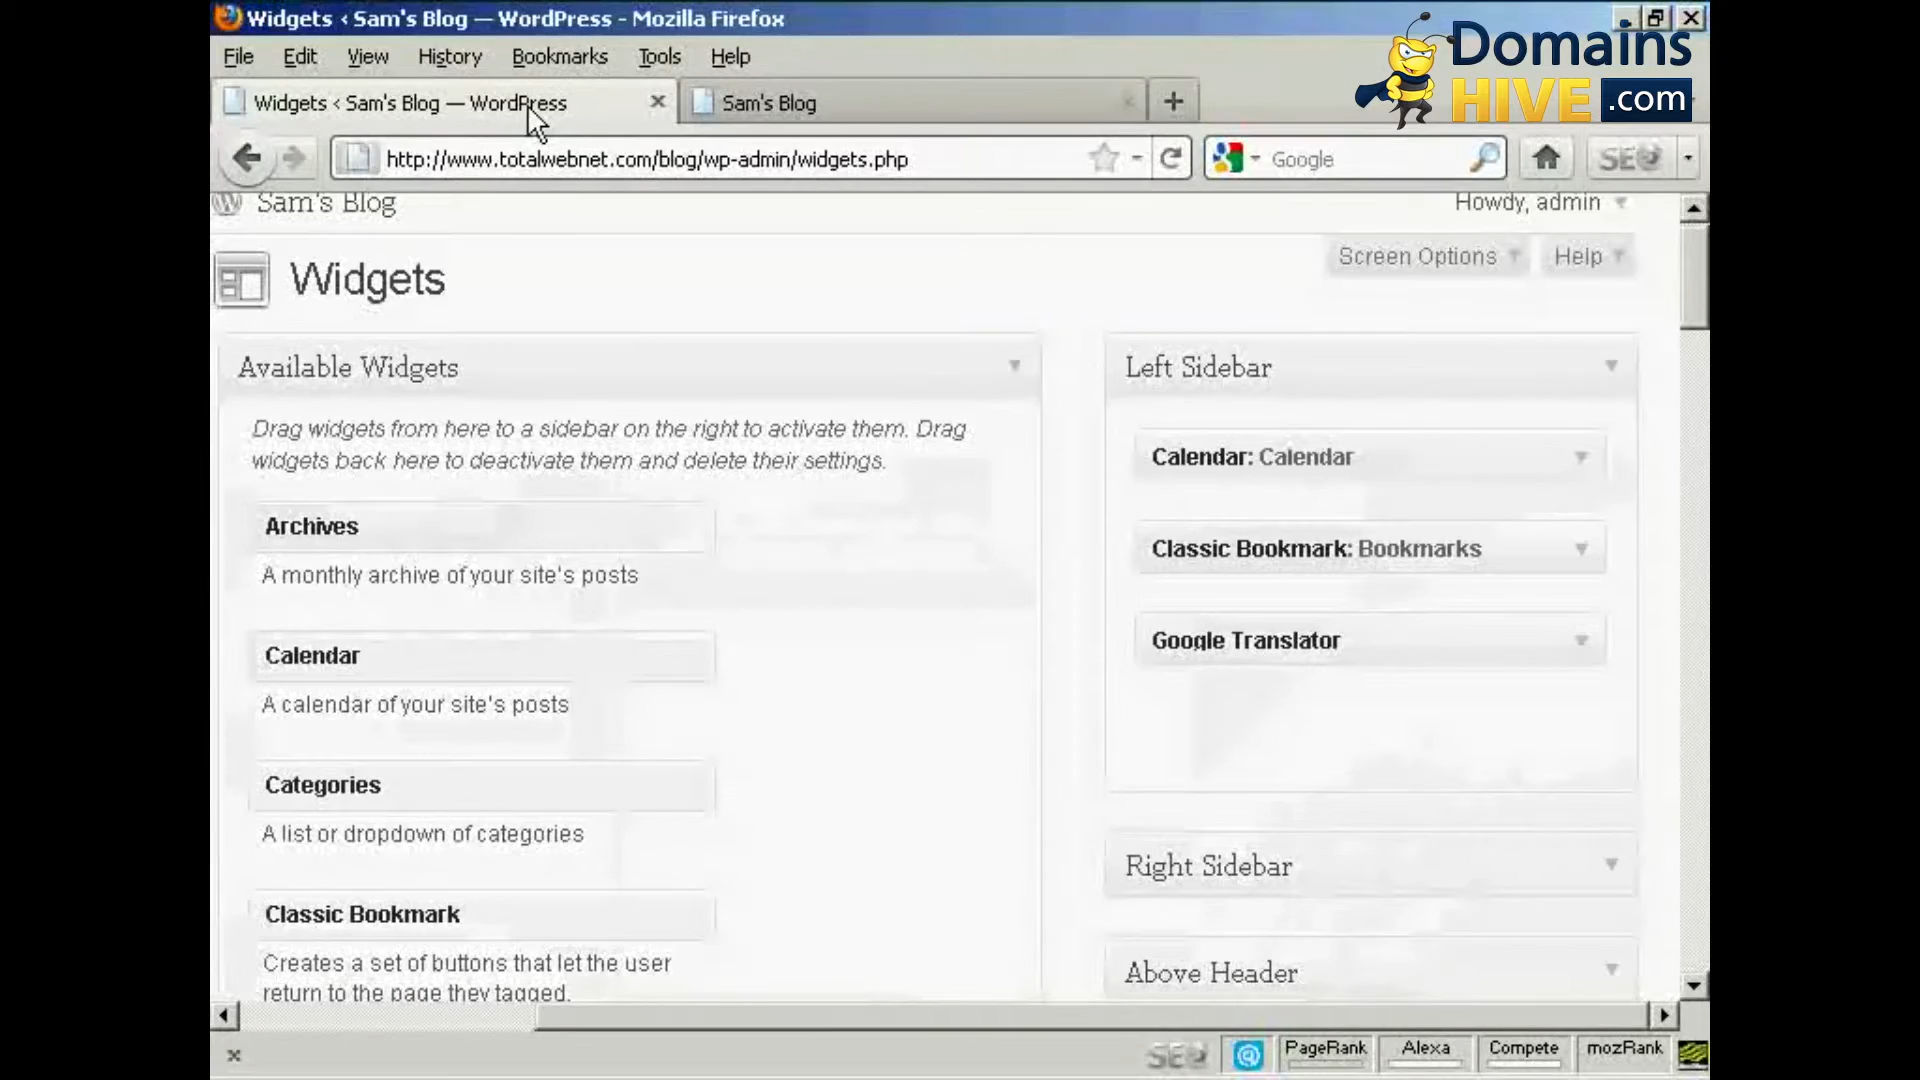 Widgets ‹ Sam's Blog — WordPress - Mozilla Firefox
File Edit View History Bookmarks Tools Help
Domains
HIVE .com
Widgets ‹ Sam's Blog — WordPress
Sam's Blog
http://www.totalwebnet.com/blog/wp-admin/widgets.php
Google
Sam's Blog
Howdy, admin
Widgets
Screen Options
Help
Available Widgets
Drag widgets from here to a sidebar on the right to activate them. Drag
widgets back here to deactivate them and delete their settings.
Archives
A monthly archive of your site's posts
Calendar
A calendar of your site's posts
Categories
A list or dropdown of categories
Classic Bookmark
Creates a set of buttons that let the user
return to the page they tagged.
Left Sidebar
Calendar: Calendar
Classic Bookmark: Bookmarks
Google Translator
Right Sidebar
Above Header
PageRank
Alexa
Compete
mozRank